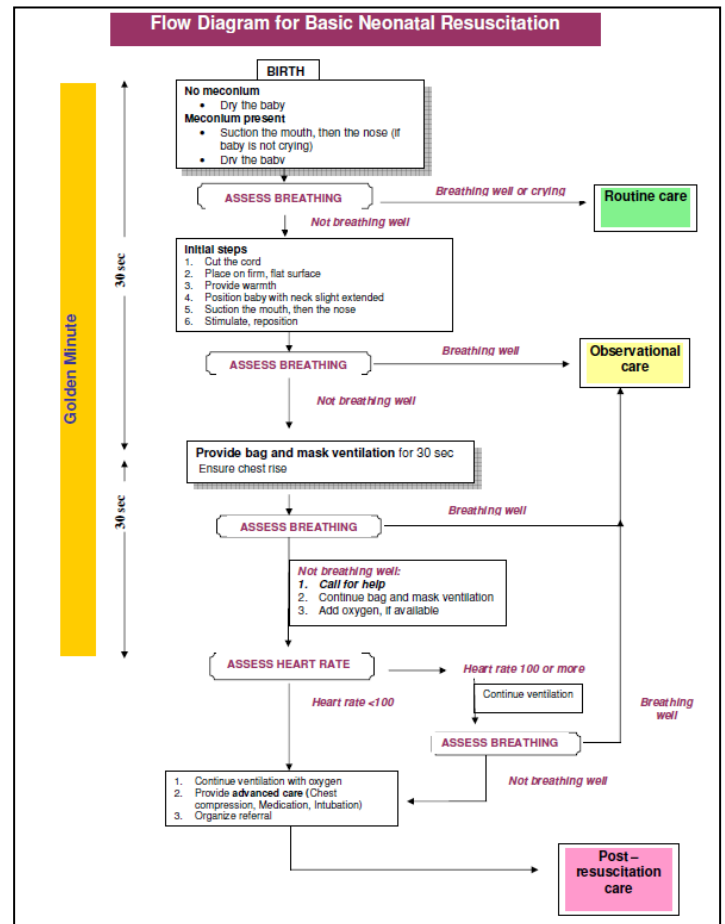 Flow Diagram for Basic Neonatal Resuscitation
BIRTH
No meconium
• Dry the baby
Meconium present
• Suction the mouth, then the nose (if
baby is not crying)
• Dry the baby
ASSESS BREATHING
Breathing well or crying
Routine care
Not breathing well
Initial steps
1. Cut the cord
2. Place on firm, flat surface
3. Provide warmth
4. Position baby with neck slight extended
5. Suction the mouth, then the nose
6. Stimulate, reposition
30 sec
Golden Minute
ASSESS BREATHING
Breathing well
Observational
care
Not breathing well
Provide bag and mask ventilation for 30 sec
Ensure chest rise
30 sec
ASSESS BREATHING
Breathing well
Not breathing well:
1. Call for help
2. Continue bag and mask ventilation
3. Add oxygen, if available
ASSESS HEART RATE
Heart rate 100 or more
Heart rate <100
Continue ventilation
Breathing
well
ASSESS BREATHING
Not breathing well
1. Continue ventilation with oxygen
2. Provide advanced care (Chest
compression, Medication, Intubation)
3. Organize referral
Post –
resuscitation
care